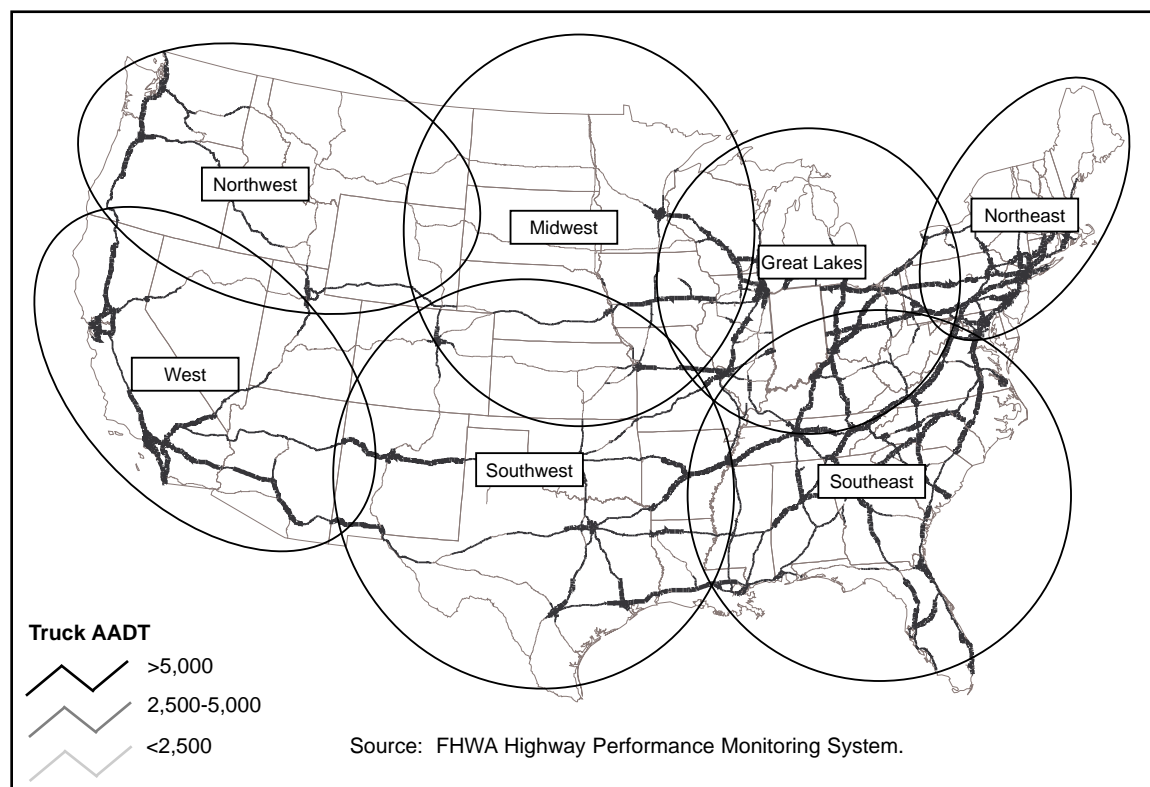 Northwest
Midwest
Northeast
Great Lakes
West
Southwest
Southeast
Truck AADT
>5,000
2,500-5,000
<2,500
Source: FHWA Highway Performance Monitoring System.